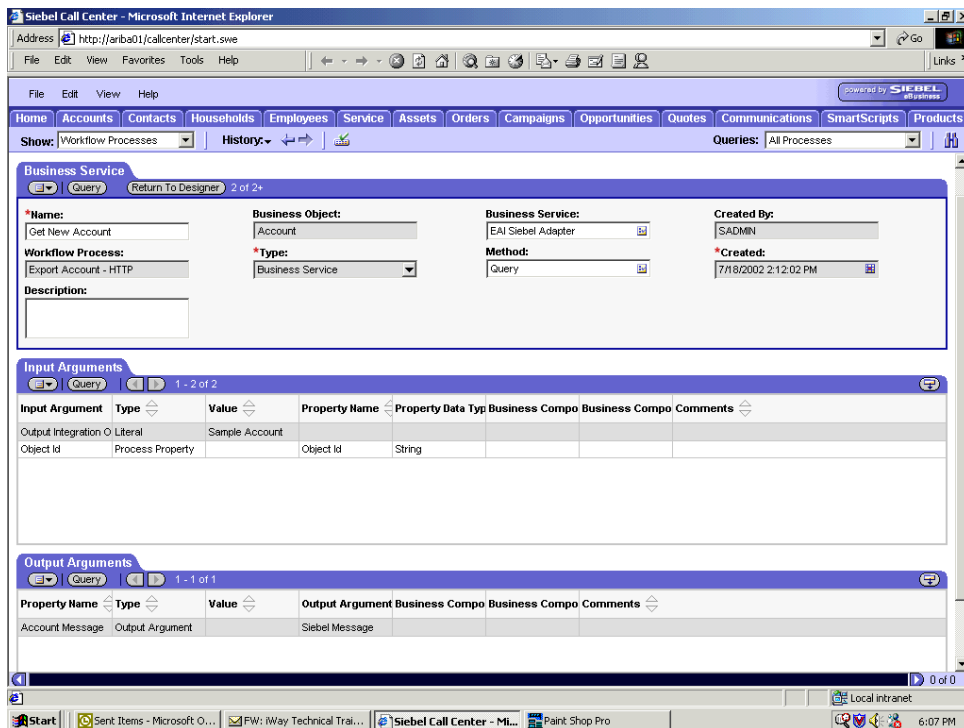 Siebel Call Center - Microsoft Internet Explorer
Address http://ariba01/callcenter/start.swe Go
File Edit View Favorites Tools Help Links
File Edit View Help powered by SIEBEL eBusiness
Home Accounts Contacts Households Employees Service Assets Orders Campaigns Opportunities Quotes Communications SmartScripts Products
Show: Workflow Processes History: Queries: All Processes
Business Service
Query Return To Designer 2 of 2+
*Name: Business Object: Business Service: Created By:
Get New Account Account EAI Siebel Adapter SADMIN
Workflow Process: *Type: Method: *Created:
Export Account - HTTP Business Service Query 7/18/2002 2:12:02 PM
Description:
Input Arguments
Query 1 - 2 of 2
Input Argument Type Value Property Name Property Data Typ Business Compo Business Compo Comments
Output Integration O Literal Sample Account
Object Id Process Property Object Id String
Output Arguments
Query 1 - 1 of 1
Property Name Type Value Output Argument Business Compo Business Compo Comments
Account Message Output Argument Siebel Message
0 of 0
Local intranet
Start Sent Items - Microsoft O... FW: iWay Technical Trai... Siebel Call Center - Mi... Paint Shop Pro 6:07 PM